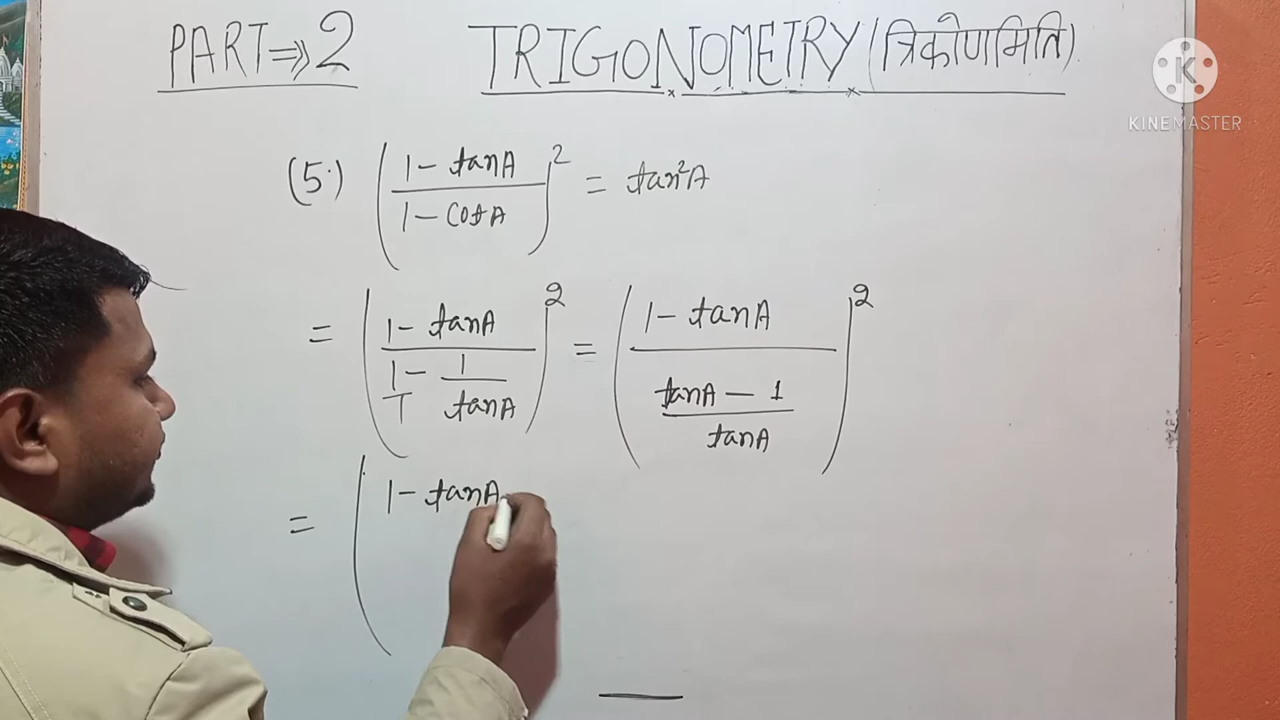 PART ⇒ 2
TRIGONOMETRY (त्रिकोणमिति)
K
KINEMASTER
(5.) ( 1 - tanA / 1 - cotA )² = tan²A
= ( 1 - tanA / 1/1 - 1/tanA )² = ( 1 - tanA / tanA - 1 / tanA )²
= ( 1 - tanA